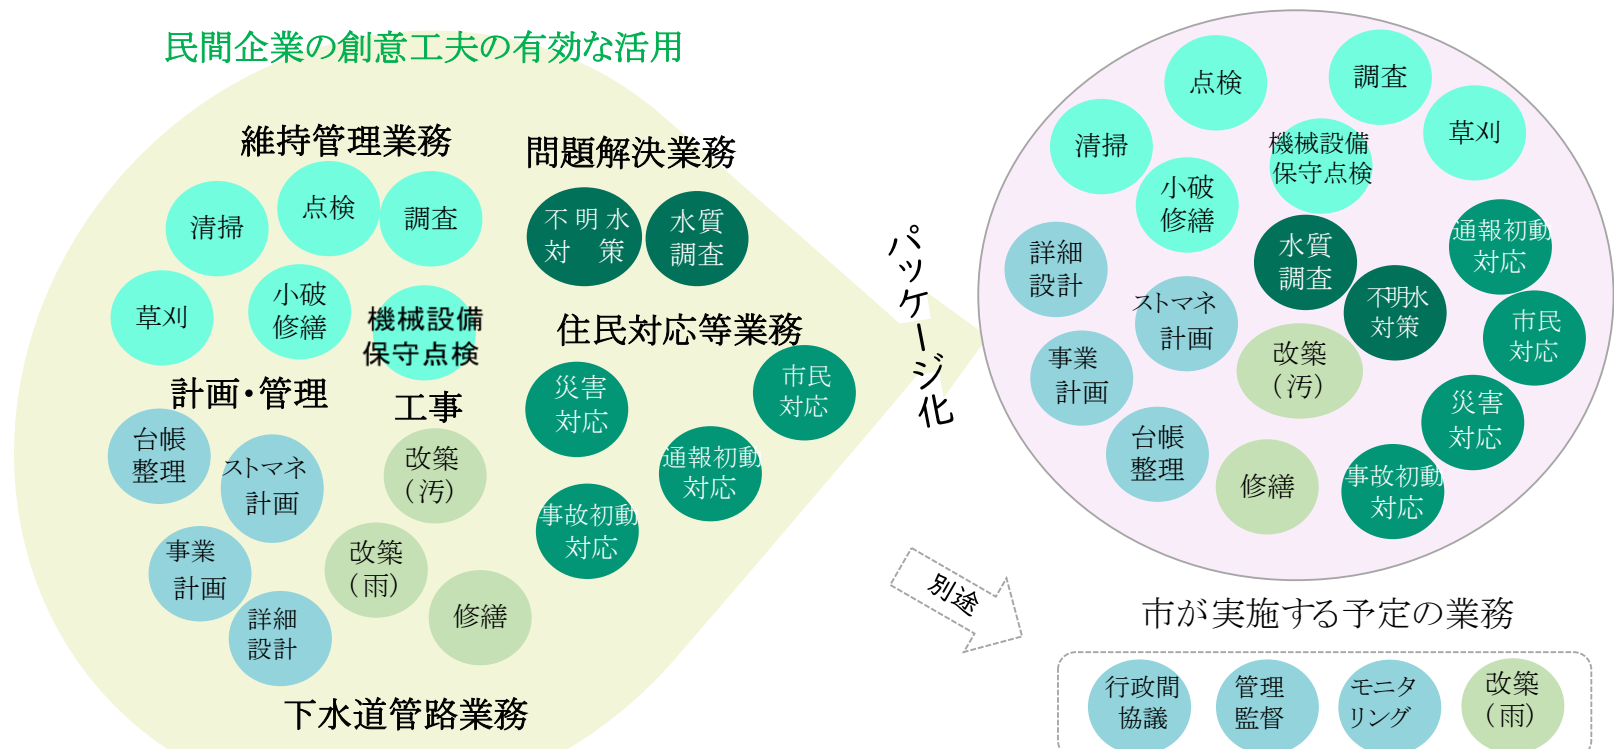 民間企業の創意工夫の有効な活用
維持管理業務
清掃
点検
調査
草刈
小破
修繕
機械設備
保守点検
問題解決業務
不明水
対　策
水質
調査
住民対応等業務
災害
対応
市民
対応
通報初動
対応
事故初動
対応
計画・管理
台帳
整理
ストマネ
計画
事業
計画
詳細
設計
工事
改築
（汚）
改築
（雨）
修繕
下水道管路業務
パッケージ化
別途
点検
調査
清掃
機械設備
保守点検
草刈
小破
修繕
詳細
設計
水質
調査
通報初動
対応
ストマネ
計画
不明水
対策
市民
対応
事業
計画
改築
（汚）
災害
対応
台帳
整理
修繕
事故初動
対応
市が実施する予定の業務
行政間
協議
管理
監督
モニタ
リング
改築
（雨）